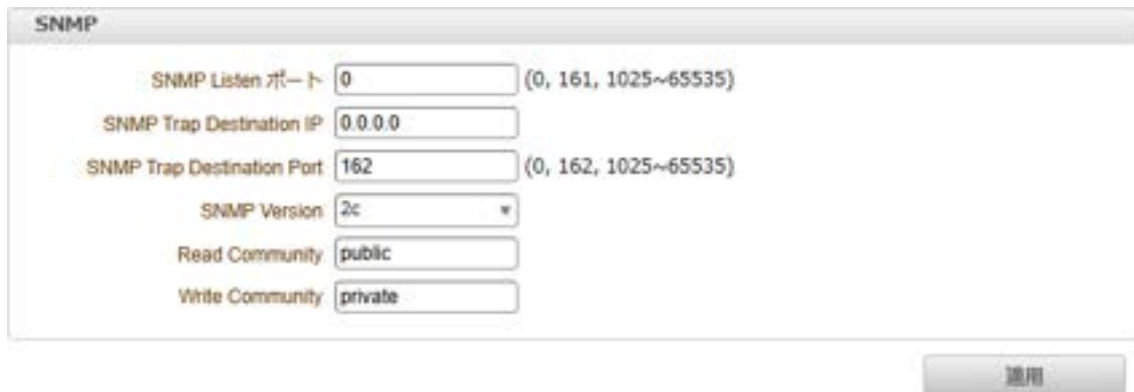 SNMP
SNMP Listen ポート 0 (0, 161, 1025~65535)
SNMP Trap Destination IP 0.0.0.0
SNMP Trap Destination Port 162 (0, 162, 1025~65535)
SNMP Version 2c
Read Community public
Write Community private
適用